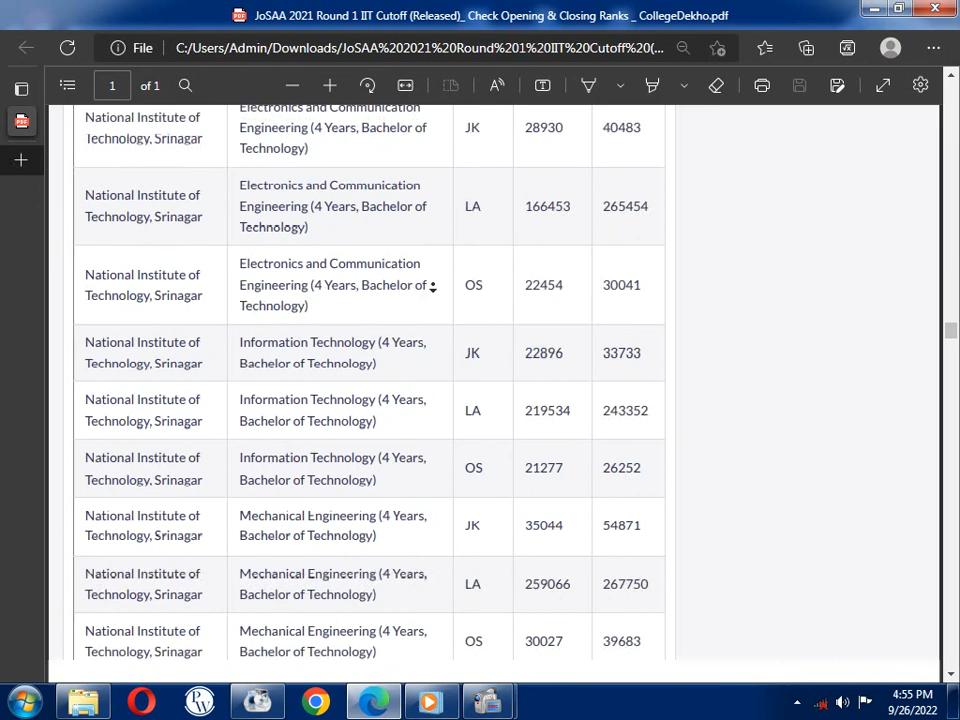 JoSAA 2021 Round 1 IIT Cutoff (Released)_ Check Opening & Closing Ranks _ CollegeDekho.pdf
File
C:/Users/Admin/Downloads/JoSAA%202021%20Round%201%20IIT%20Cutoff%20(...
1 of 1
National Institute of
Technology, Srinagar
Electronics and Communication
Engineering (4 Years, Bachelor of
Technology)
JK
28930
40483
National Institute of
Technology, Srinagar
Electronics and Communication
Engineering (4 Years, Bachelor of
Technology)
LA
166453
265454
National Institute of
Technology, Srinagar
Electronics and Communication
Engineering (4 Years, Bachelor of
Technology)
OS
22454
30041
National Institute of
Technology, Srinagar
Information Technology (4 Years,
Bachelor of Technology)
JK
22896
33733
National Institute of
Technology, Srinagar
Information Technology (4 Years,
Bachelor of Technology)
LA
219534
243352
National Institute of
Technology, Srinagar
Information Technology (4 Years,
Bachelor of Technology)
OS
21277
26252
National Institute of
Technology, Srinagar
Mechanical Engineering (4 Years,
Bachelor of Technology)
JK
35044
54871
National Institute of
Technology, Srinagar
Mechanical Engineering (4 Years,
Bachelor of Technology)
LA
259066
267750
National Institute of
Technology, Srinagar
Mechanical Engineering (4 Years,
Bachelor of Technology)
OS
30027
39683
PW
4:55 PM
9/26/2022